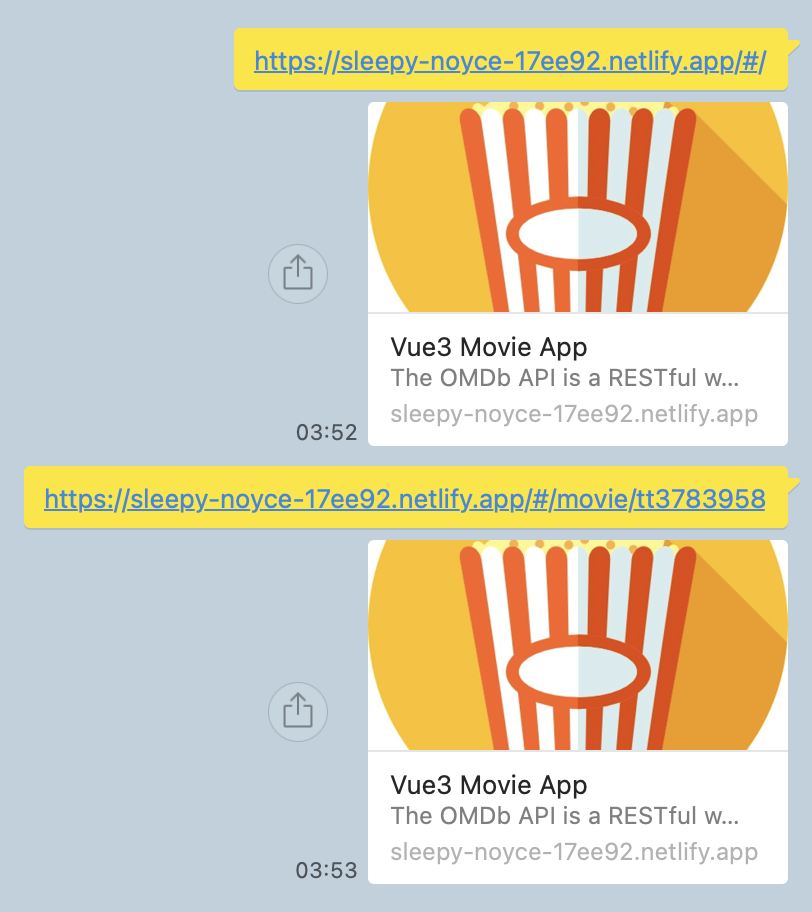 https://sleepy-noyce-17ee92.netlify.app/#/
Vue3 Movie App
The OMDb API is a RESTful w...
sleepy-noyce-17ee92.netlify.app
03:52
https://sleepy-noyce-17ee92.netlify.app/#/movie/tt3783958
Vue3 Movie App
The OMDb API is a RESTful w...
sleepy-noyce-17ee92.netlify.app
03:53